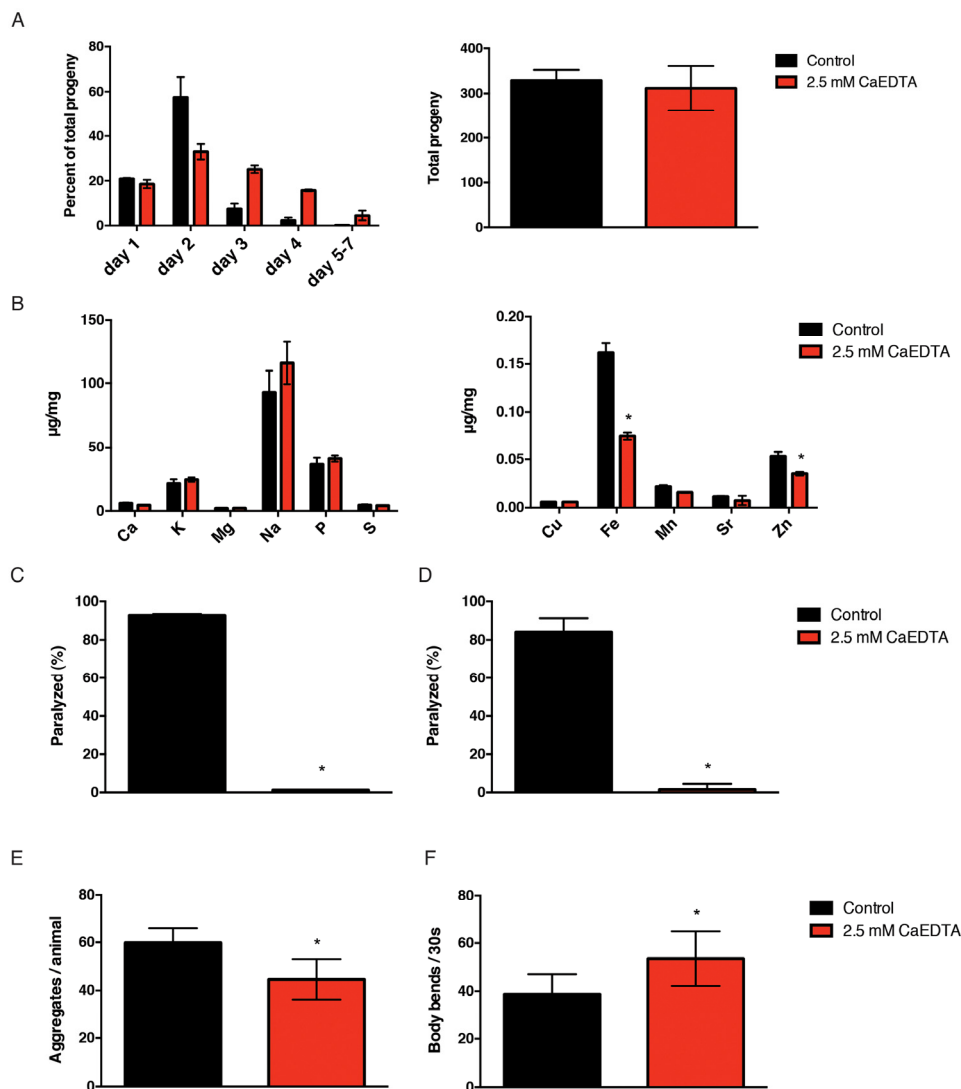 A
Percent of total progeny
80
60
40
20
0
day 1
day 2
day 3
day 4
day 5-7
Total progeny
400
300
200
100
0
Control
2.5 mM CaEDTA
B
µg/mg
150
100
50
0
Ca
K
Mg
Na
P
S
µg/mg
0.20
0.15
0.10
0.05
0.00
*
*
Cu
Fe
Mn
Sr
Zn
Control
2.5 mM CaEDTA
C
Paralyzed (%)
100
80
60
40
20
0
*
D
Paralyzed (%)
100
80
60
40
20
0
*
Control
2.5 mM CaEDTA
E
Aggregates / animal
80
60
40
20
0
*
F
Body bends / 30s
80
60
40
20
0
*
Control
2.5 mM CaEDTA